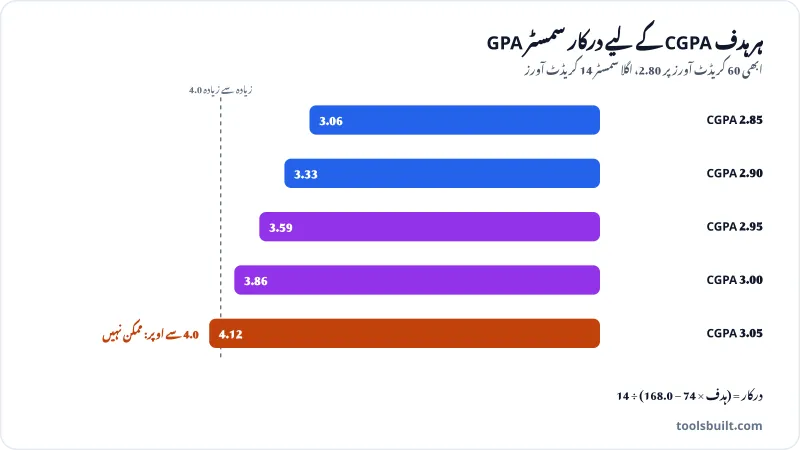 ہر ہدف CGPA کے لیے درکار سمسٹر GPA
ابھی 60 کریڈٹ آورز پر 2.80، اگلا سمسٹر 14 کریڈٹ آورز
زیادہ سے زیادہ 4.0
CGPA 2.85
3.06
CGPA 2.90
3.33
CGPA 2.95
3.59
CGPA 3.00
3.86
CGPA 3.05
4.12
4.0 سے اوپر: ممکن نہیں
درکار = (ہدف × 74 − 168.0) ÷ 14
toolsbuilt.com